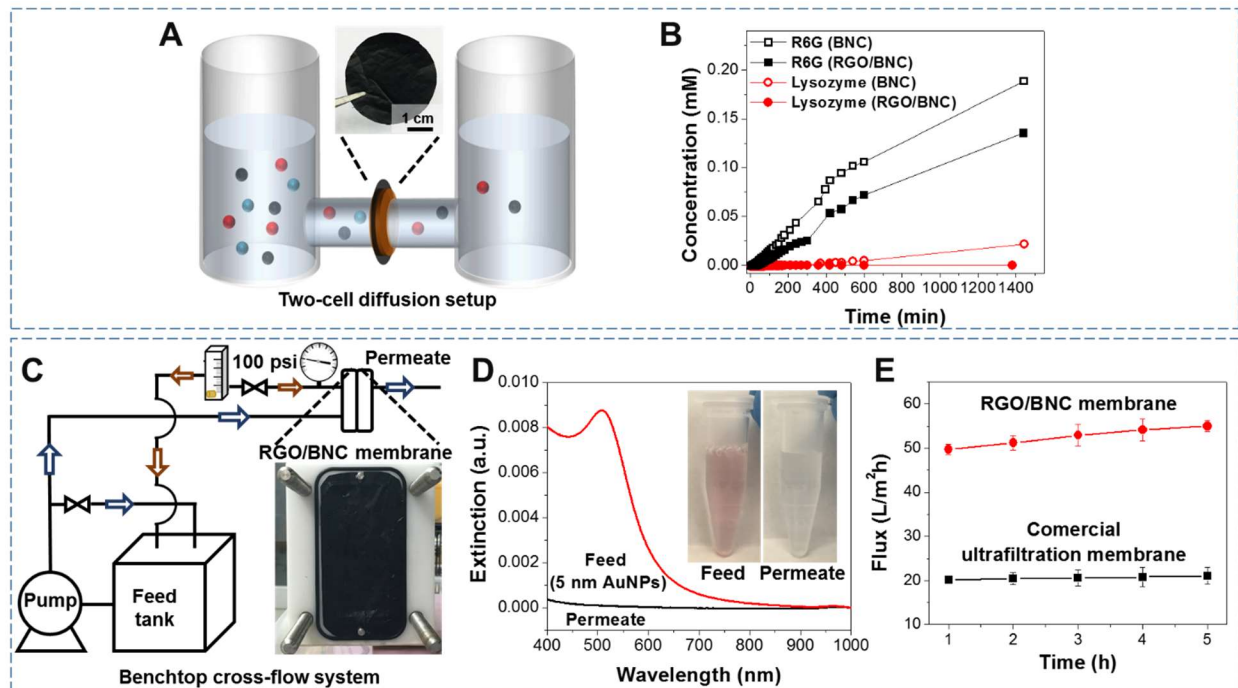 A
1 cm
Two-cell diffusion setup
B
R6G (BNC)
R6G (RGO/BNC)
Lysozyme (BNC)
Lysozyme (RGO/BNC)
Concentration (mM)
0.20
0.15
0.10
0.05
0.00
0 200 400 600 800 1000 1200 1400
Time (min)
C
100 psi
Permeate
RGO/BNC membrane
Pump
Feed
tank
Benchtop cross-flow system
D
Extinction (a.u.)
0.010
0.008
0.006
0.004
0.002
0.000
Feed
(5 nm AuNPs)
Permeate
Feed Permeate
400 500 600 700 800 900 1000
Wavelength (nm)
E
Flux (L/m²h)
60
50
40
30
20
10
RGO/BNC membrane
Comercial
ultrafiltration membrane
1 2 3 4 5
Time (h)